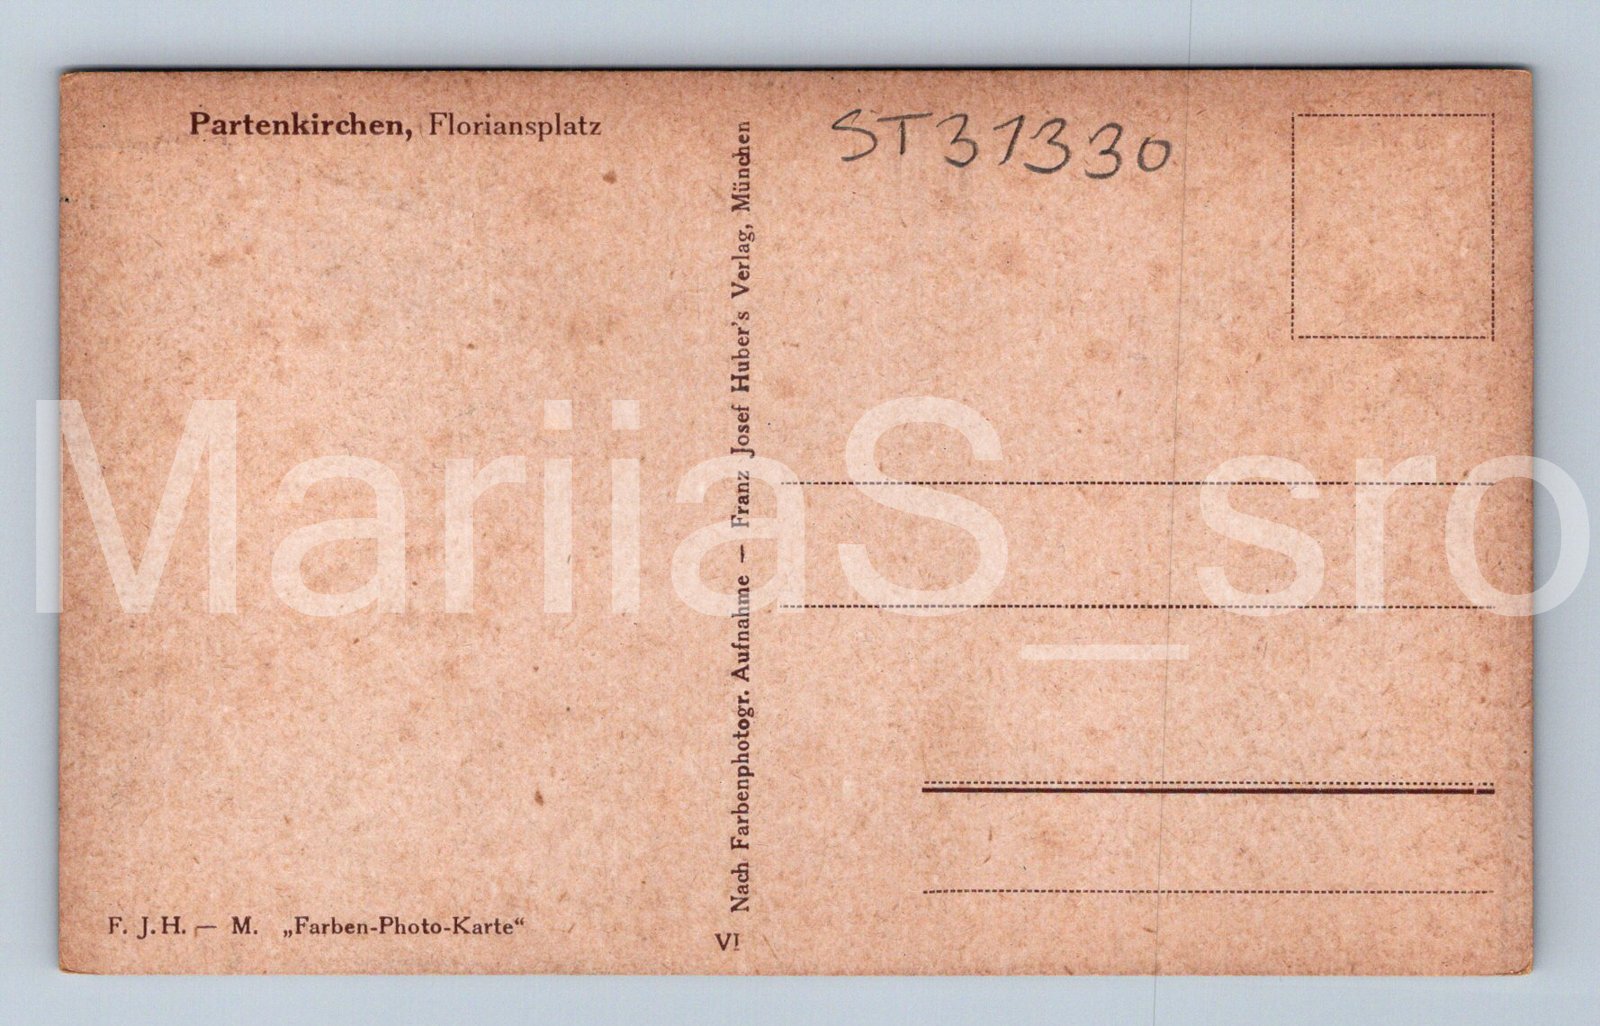 Partenkirchen, Floriansplatz
ST31330
Nach Farbenphotogr. Aufnahme — Franz Josef Huber's Verlag, München
MariiaS_sro
F. J. H. — M. „Farben-Photo-Karte“
VI